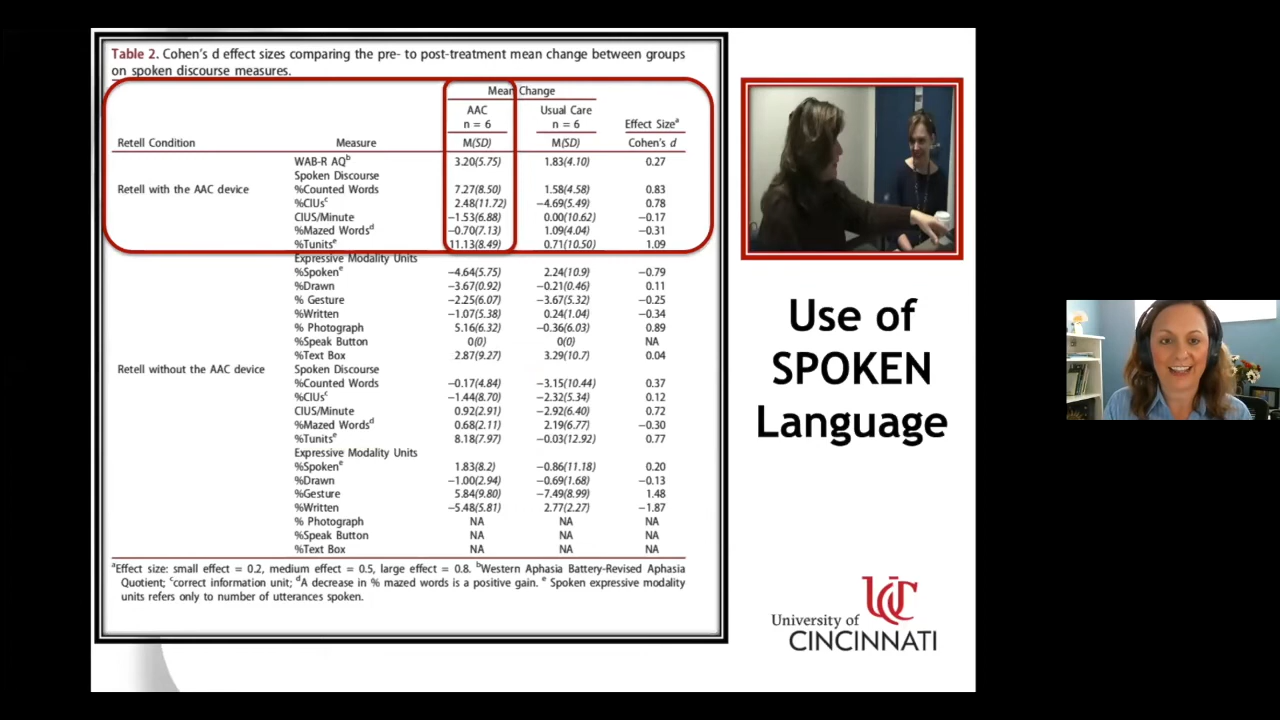 Table 2. Cohen's d effect sizes comparing the pre- to post-treatment mean change between groups
on spoken discourse measures.
Mean Change
AAC Usual Care
n = 6 n = 6 Effect Sizeᵃ
Retell Condition Measure M(SD) M(SD) Cohen's d
WAB-R AQᵇ 3.20(5.75) 1.83(4.10) 0.27
Spoken Discourse
Retell with the AAC device %Counted Words 7.27(8.50) 1.58(4.58) 0.83
%CIUsᶜ 2.48(11.72) −4.69(5.49) 0.78
CIUS/Minute −1.53(6.88) 0.00(10.62) −0.17
%Mazed Wordsᵈ −0.70(7.13) 1.09(4.04) −0.31
%Tunitsᵉ 11.13(8.49) 0.71(10.50) 1.09
Expressive Modality Units
%Spokenᵉ −4.64(5.75) 2.24(10.9) −0.79
%Drawn −3.67(0.92) −0.21(0.46) 0.11
% Gesture −2.25(6.07) −3.67(5.32) −0.25
%Written −1.07(5.38) 0.24(1.04) −0.34
% Photograph 5.16(6.32) −0.36(6.03) 0.89
%Speak Button 0(0) 0(0) NA
%Text Box 2.87(9.27) 3.29(10.7) 0.04
Retell without the AAC device Spoken Discourse
%Counted Words −0.17(4.84) −3.15(10.44) 0.37
%CIUsᶜ −1.44(8.70) −2.32(5.34) 0.12
CIUS/Minute 0.92(2.91) −2.92(6.40) 0.72
%Mazed Wordsᵈ 0.68(2.11) 2.19(6.77) −0.30
%Tunitsᵉ 8.18(7.97) −0.03(12.92) 0.77
Expressive Modality Units
%Spokenᵉ 1.83(8.2) −0.86(11.18) 0.20
%Drawn −1.00(2.94) −0.69(1.68) −0.13
%Gesture 5.84(9.80) −7.49(8.99) 1.48
%Written −5.48(5.81) 2.77(2.27) −1.87
% Photograph NA NA NA
%Speak Button NA NA NA
%Text Box NA NA NA
ᵃEffect size: small effect = 0.2, medium effect = 0.5, large effect = 0.8. ᵇWestern Aphasia Battery-Revised Aphasia
Quotient; ᶜcorrect information unit; ᵈA decrease in % mazed words is a positive gain. ᵉ Spoken expressive modality
units refers only to number of utterances spoken.
Use of
SPOKEN
Language
UC
University of
CINCINNATI